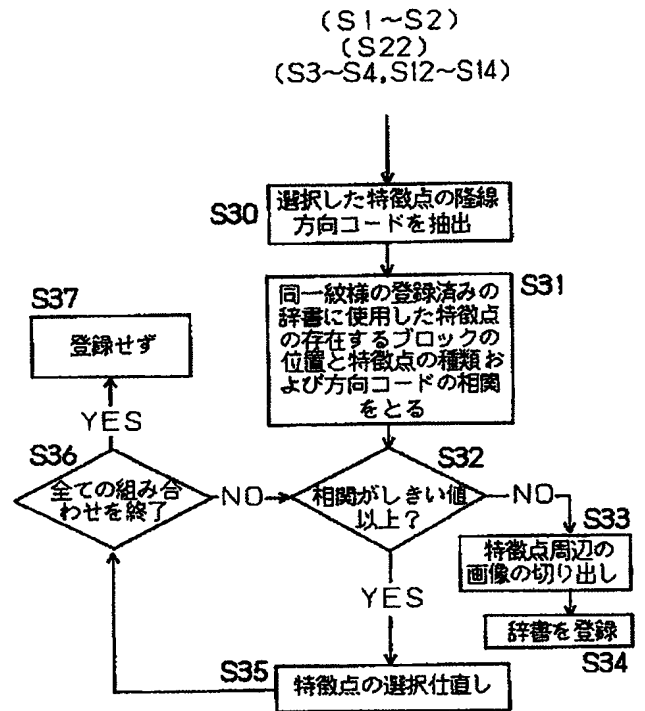 (S1~S2)
(S22)
(S3~S4,S12~S14)
S30
選択した特徴点の隆線
方向コードを抽出
S31
同一紋様の登録済みの
辞書に使用した特徴点
の存在するブロックの
位置と特徴点の種類お
よび方向コードの相関
をとる
S32
相関がしきい値
以上?
NO
S33
特徴点周辺の
画像の切り出し
辞書を登録
S34
YES
S35
特徴点の選択仕直し
S36
全ての組み合
わせを終了
NO
YES
S37
登録せず